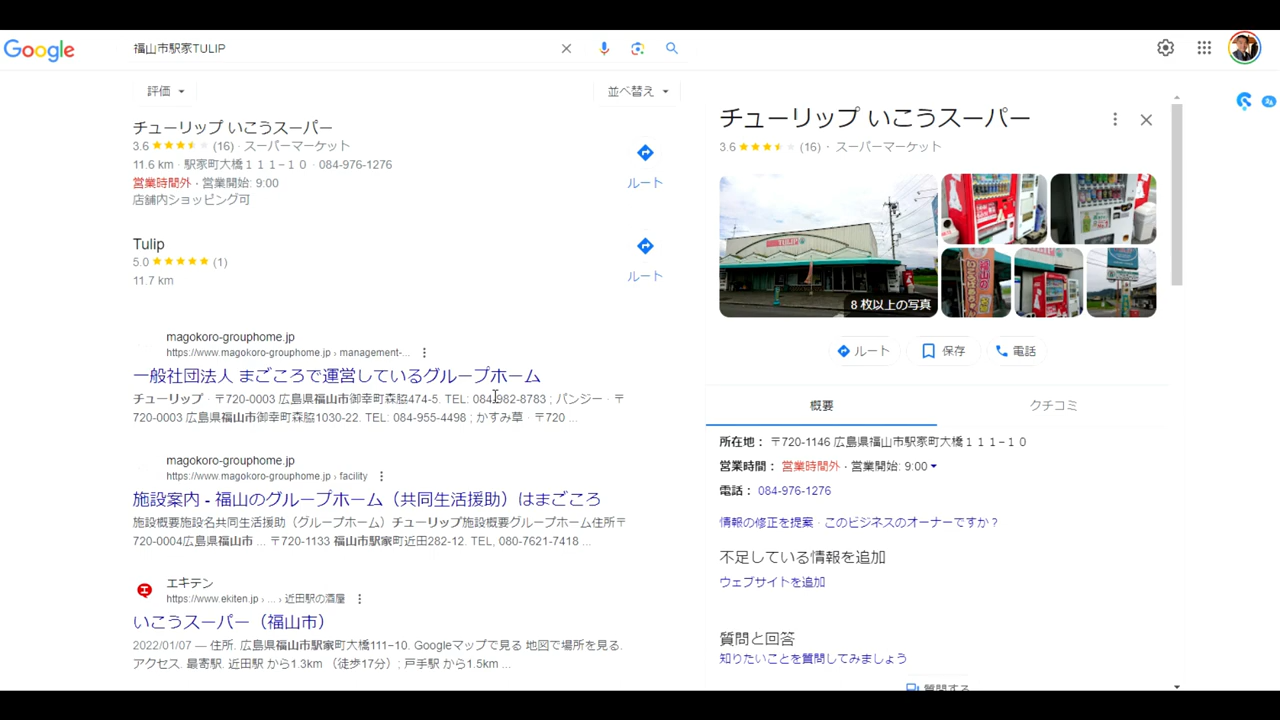 Google
福山市駅家TULIP
評価
並べ替え
チューリップ いこうスーパー
3.6 (16) · スーパーマーケット
11.6 km · 駅家町大橋１１１−１０ · 084-976-1276
営業時間外 · 営業開始: 9:00
店舗内ショッピング可
ルート
Tulip
5.0 (1)
11.7 km
ルート
magokoro-grouphome.jp
https://www.magokoro-grouphome.jp › management-...
一般社団法人 まごころで運営しているグループホーム
チューリップ · 〒720-0003 広島県福山市御幸町森脇474-5. TEL: 084-982-8783 ; パンジー · 〒
720-0003 広島県福山市御幸町森脇1030-22. TEL: 084-955-4498 ; かすみ草 · 〒720 ...
magokoro-grouphome.jp
https://www.magokoro-grouphome.jp › facility
施設案内 - 福山のグループホーム（共同生活援助）はまごころ
施設概要施設名共同生活援助（グループホーム）チューリップ施設概要グループホーム住所〒
720-0004広島県福山市 ... 〒720-1133 福山市駅家町近田282-12. TEL, 080-7621-7418 ...
エキテン
https://www.ekiten.jp › ... › 近田駅の酒屋
いこうスーパー（福山市）
2022/01/07 — 住所. 広島県福山市駅家町大橋111−10. Googleマップで見る 地図で場所を見る.
アクセス. 最寄駅. 近田駅 から1.3km （徒歩17分）; 戸手駅 から1.5km ...
チューリップ いこうスーパー
3.6 (16) · スーパーマーケット
TULIP
8 枚以上の写真
ルート
保存
電話
概要
クチコミ
所在地： 〒720-1146 広島県福山市駅家町大橋１１１−１０
営業時間： 営業時間外 · 営業開始: 9:00
電話： 084-976-1276
情報の修正を提案 · このビジネスのオーナーですか？
不足している情報を追加
ウェブサイトを追加
質問と回答
知りたいことを質問してみましょう
質問する